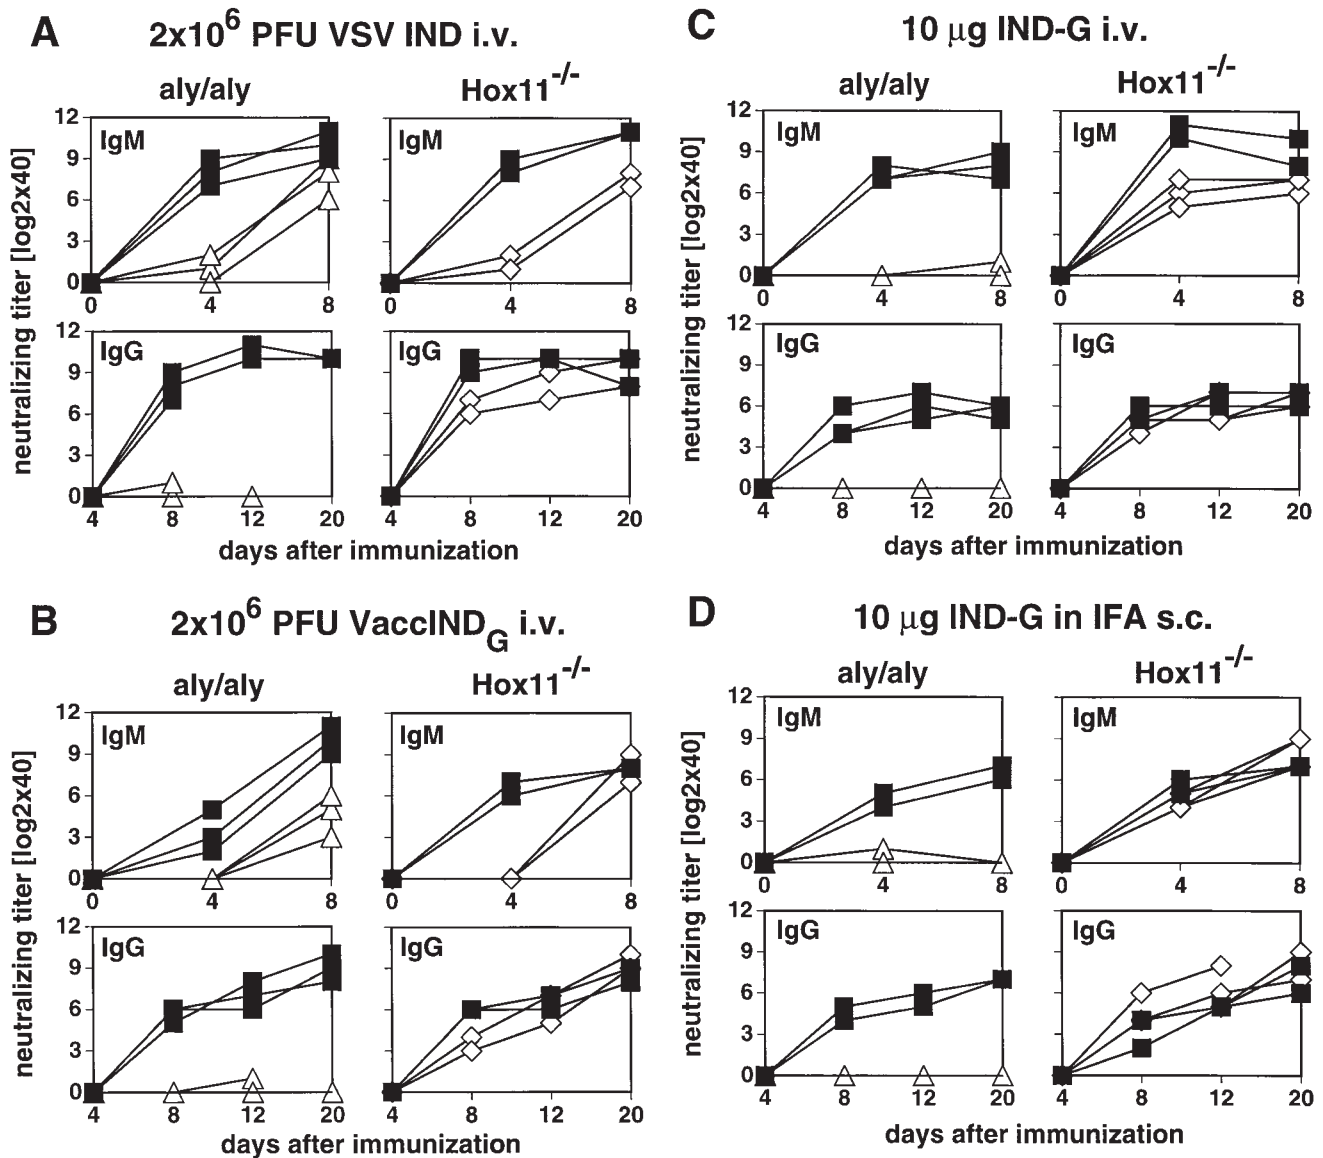 A
2x10^6 PFU VSV IND i.v.
aly/aly
Hox11^-/-
neutralizing titer [log2x40]
12
9
6
3
0
IgM
0
4
8
IgM
0
4
8
12
9
6
3
0
IgG
4
8
12
20
IgG
4
8
12
20
days after immunization
B
2x10^6 PFU VaccIND_G i.v.
aly/aly
Hox11^-/-
neutralizing titer [log2x40]
12
9
6
3
0
IgM
0
4
8
IgM
0
4
8
12
9
6
3
0
IgG
4
8
12
20
IgG
4
8
12
20
days after immunization
C
10 µg IND-G i.v.
aly/aly
Hox11^-/-
neutralizing titer [log2x40]
12
9
6
3
0
IgM
0
4
8
IgM
0
4
8
12
9
6
3
0
IgG
4
8
12
20
IgG
4
8
12
20
days after immunization
D
10 µg IND-G in IFA s.c.
aly/aly
Hox11^-/-
neutralizing titer [log2x40]
12
9
6
3
0
IgM
0
4
8
IgM
0
4
8
12
9
6
3
0
IgG
4
8
12
20
IgG
4
8
12
20
days after immunization